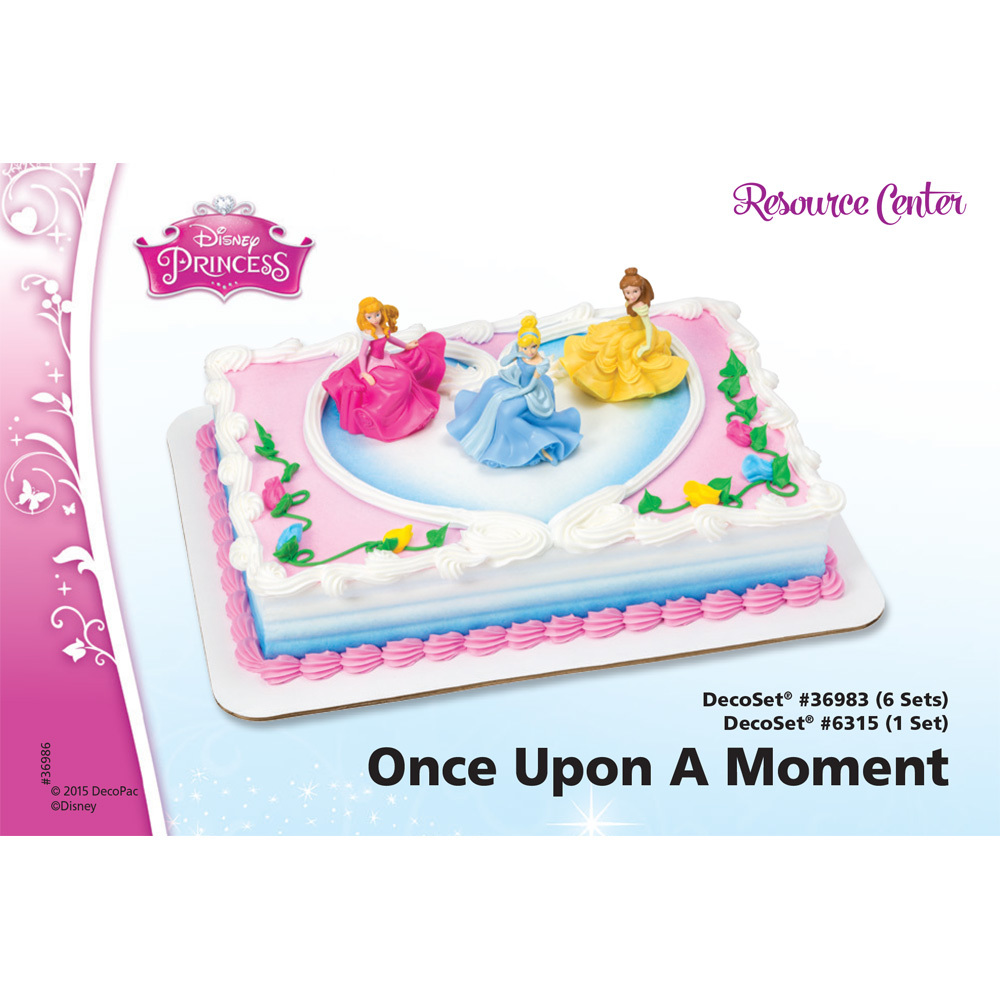 Disney
PRINCESS
Resource Center
DecoSet® #36983 (6 Sets)
DecoSet® #6315 (1 Set)
Once Upon A Moment
#36986
© 2015 DecoPac
©Disney